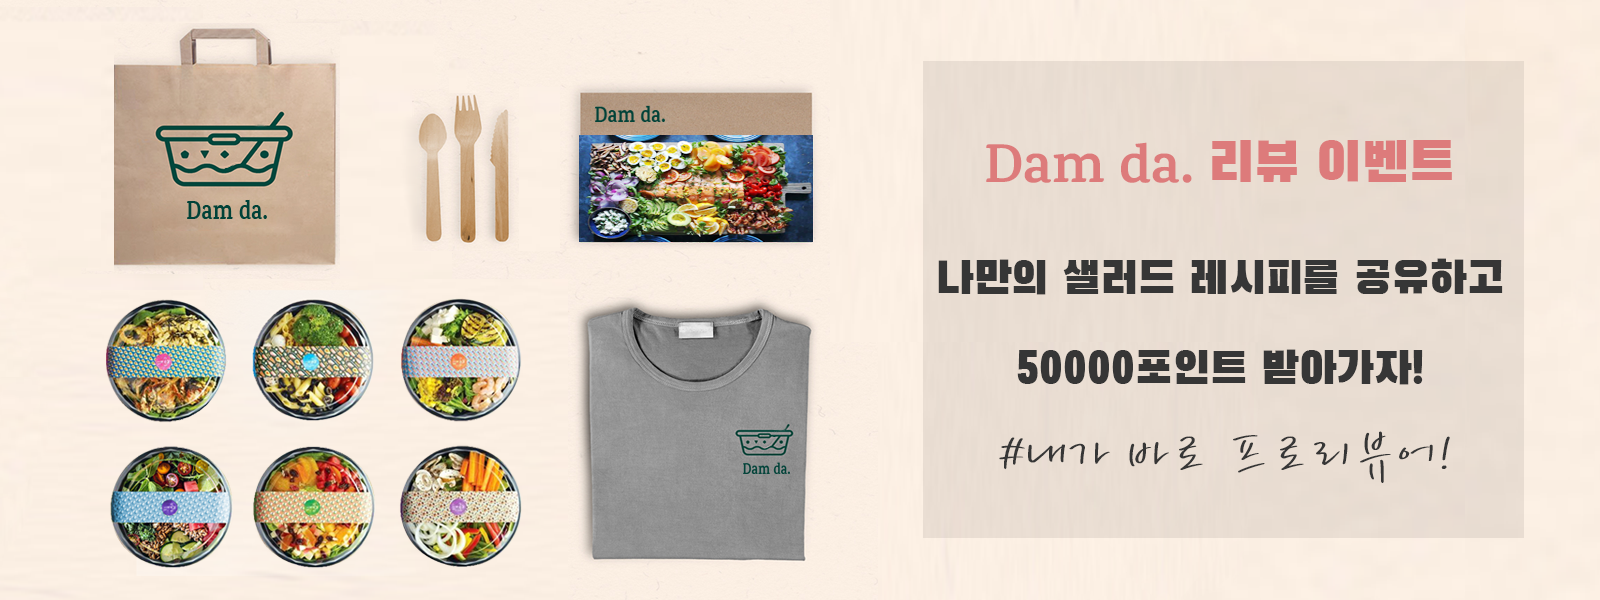 Dam da.
Dam da.
Dam da.
Dam da. 리뷰 이벤트
나만의 샐러드 레시피를 공유하고
50000포인트 받아가자!
#내가 바로 프로리뷰어!